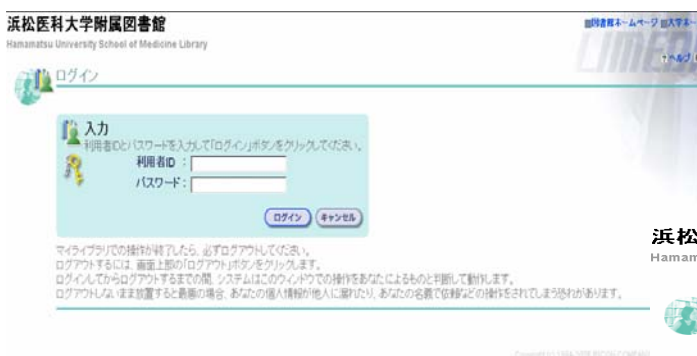 浜松医科大学附属図書館
Hamamatsu University School of Medicine Library
図書館ホームページ
ヘルプ
ログイン
入力
利用者IDとパスワードを入力して「ログイン」ボタンをクリックしてください。
利用者ID :
パスワード :
ログイン キャンセル
マイライブラリでの操作が終了したら、必ずログアウトしてください。
ログアウトするには、画面上部の「ログアウト」ボタンをクリックします。
ログインしてからログアウトするまでの間、システムはこのウィンドウでの操作をあなたによるものと判断して動作します。
ログアウトしないまま放置すると最悪の場合、あなたの個人情報が他人に漏れたり、あなたの名義で依頼などの操作をされてしまう恐れがあります。
浜松
Hamam